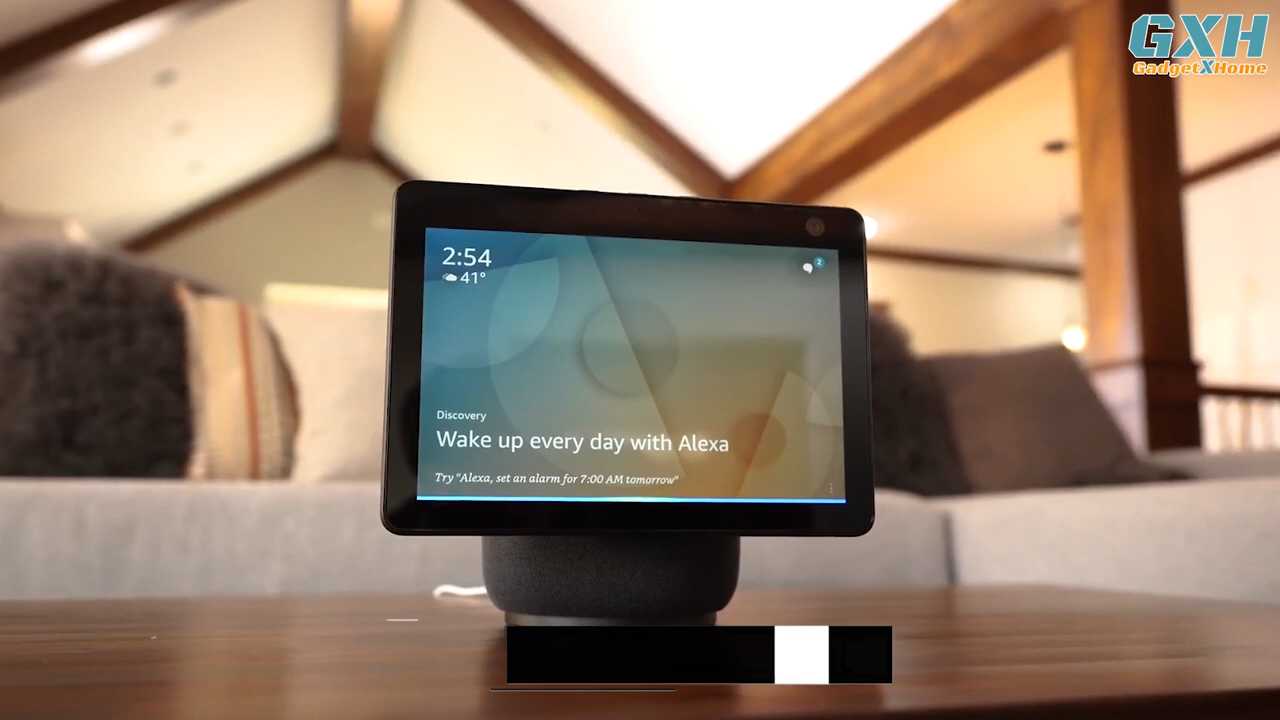 GXH
GadgetXHome
2:54
41°
2
Discovery
Wake up every day with Alexa
Try "Alexa, set an alarm for 7:00 AM tomorrow"